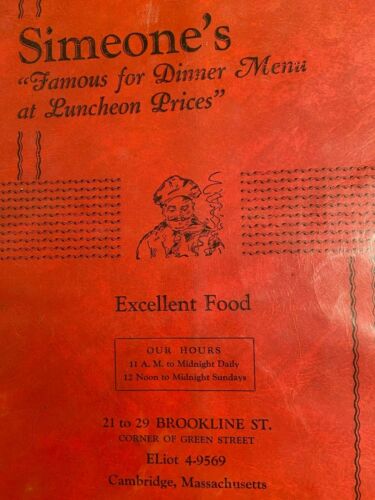 Simeone's
"Famous for Dinner Menu
at Luncheon Prices"
Excellent Food
OUR HOURS
11 A. M. to Midnight Daily
12 Noon to Midnight Sundays
21 to 29 BROOKLINE ST.
CORNER OF GREEN STREET
ELiot 4-9569
Cambridge, Massachusetts